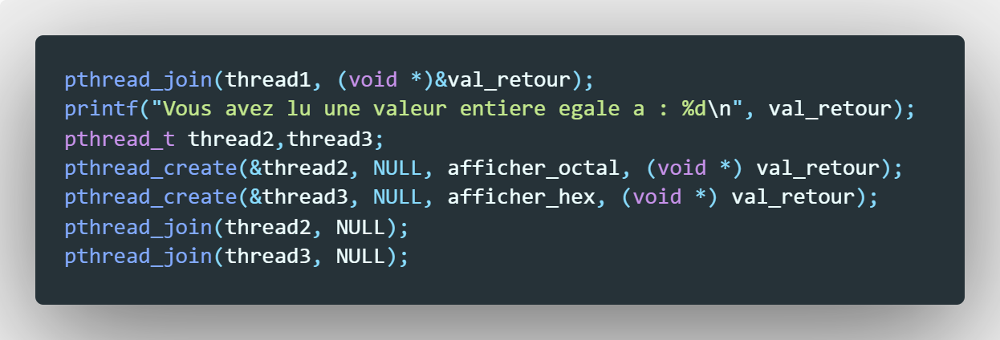 pthread_join(thread1, (void *)&val_retour);
printf("Vous avez lu une valeur entiere egale a : %d\n", val_retour);
pthread_t thread2,thread3;
pthread_create(&thread2, NULL, afficher_octal, (void *) val_retour);
pthread_create(&thread3, NULL, afficher_hex, (void *) val_retour);
pthread_join(thread2, NULL);
pthread_join(thread3, NULL);